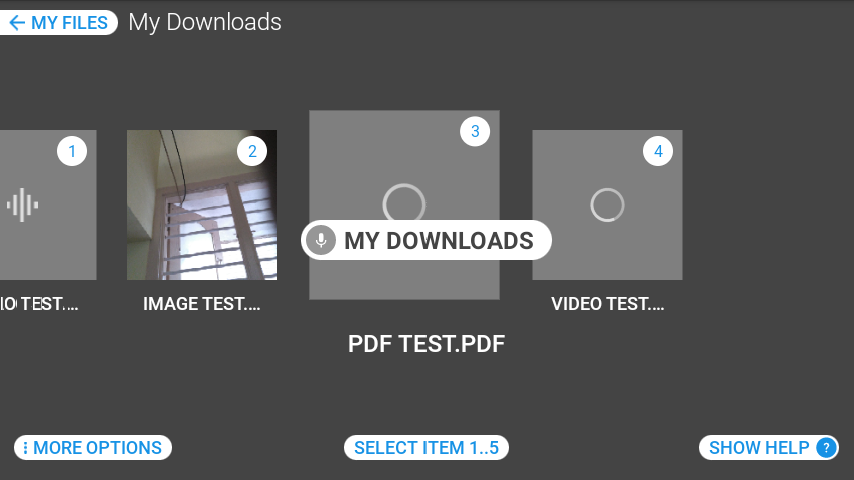 MY FILES My Downloads
1
2
3
4
MY DOWNLOADS
IO TEST....
IMAGE TEST....
VIDEO TEST....
PDF TEST.PDF
MORE OPTIONS
SELECT ITEM 1..5
SHOW HELP ?